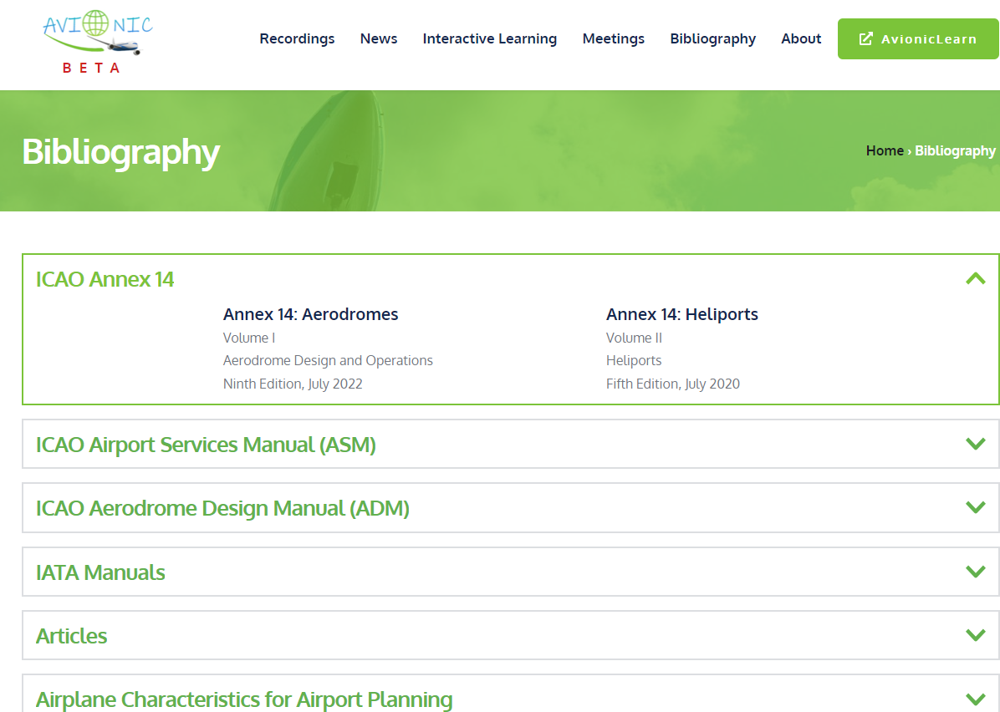 AVIONIC
BETA
Recordings News Interactive Learning Meetings Bibliography About AvionicLearn
Bibliography
Home › Bibliography
ICAO Annex 14
Annex 14: Aerodromes
Volume I
Aerodrome Design and Operations
Ninth Edition, July 2022
Annex 14: Heliports
Volume II
Heliports
Fifth Edition, July 2020
ICAO Airport Services Manual (ASM)
ICAO Aerodrome Design Manual (ADM)
IATA Manuals
Articles
Airplane Characteristics for Airport Planning